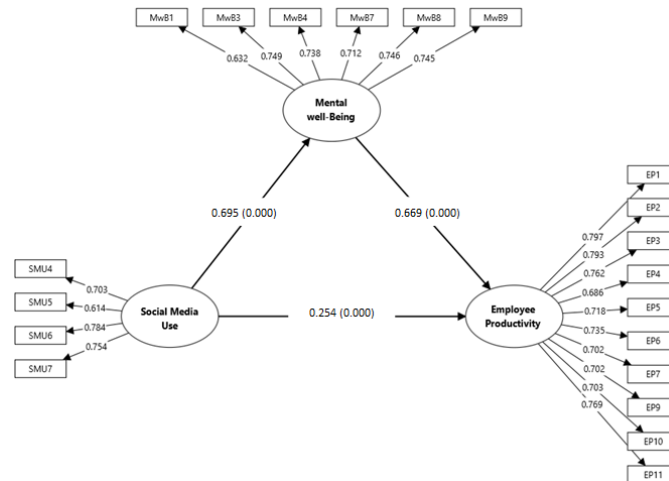 MwB1 MwB3 MwB4 MwB7 MwB8 MwB9
0.632 0.749 0.738 0.712 0.746 0.745
Mental
well-Being
0.695 (0.000) 0.669 (0.000)
SMU4
SMU5
SMU6
SMU7
0.703
0.614
0.784
0.754
Social Media
Use
0.254 (0.000)
Employee
Productivity
0.797
0.793
0.762
0.686
0.718
0.735
0.702
0.702
0.703
0.769
EP1
EP2
EP3
EP4
EP5
EP6
EP7
EP9
EP10
EP11